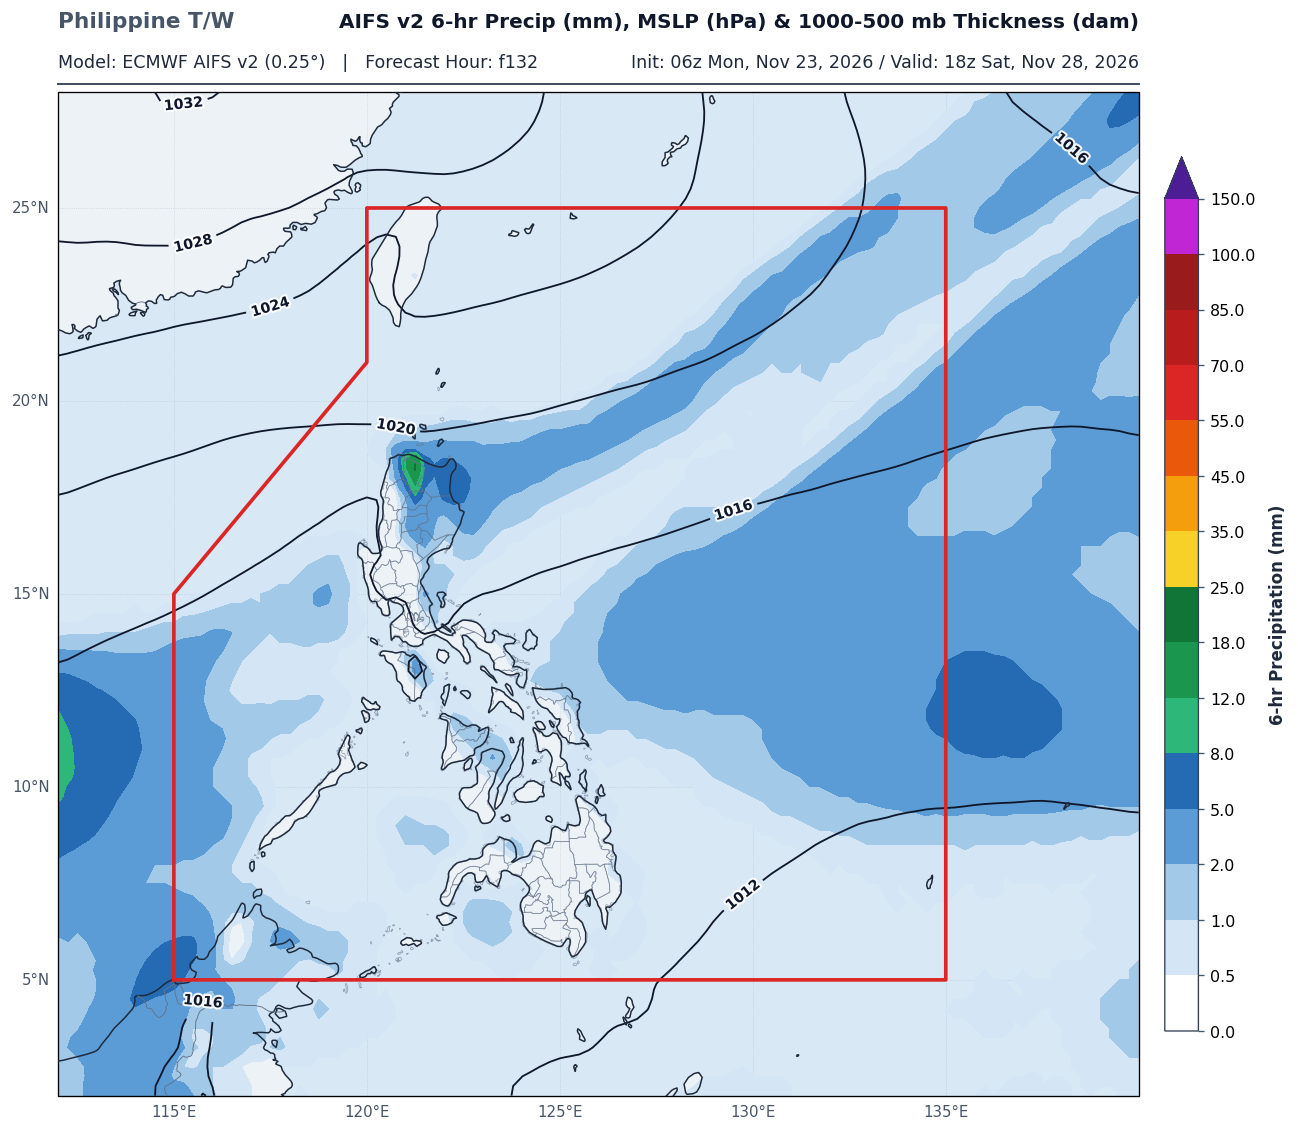 Philippine T/W
AIFS v2 6-hr Precip (mm), MSLP (hPa) & 1000-500 mb Thickness (dam)
Model: ECMWF AIFS v2 (0.25°) | Forecast Hour: f132
Init: 06z Mon, Nov 23, 2026 / Valid: 18z Sat, Nov 28, 2026
1032
1016
1028
1024
1020
1016
1012
1016
25°N
20°N
15°N
10°N
5°N
115°E
120°E
125°E
130°E
135°E
150.0
100.0
85.0
70.0
55.0
45.0
35.0
25.0
18.0
12.0
8.0
5.0
2.0
1.0
0.5
0.0
6-hr Precipitation (mm)